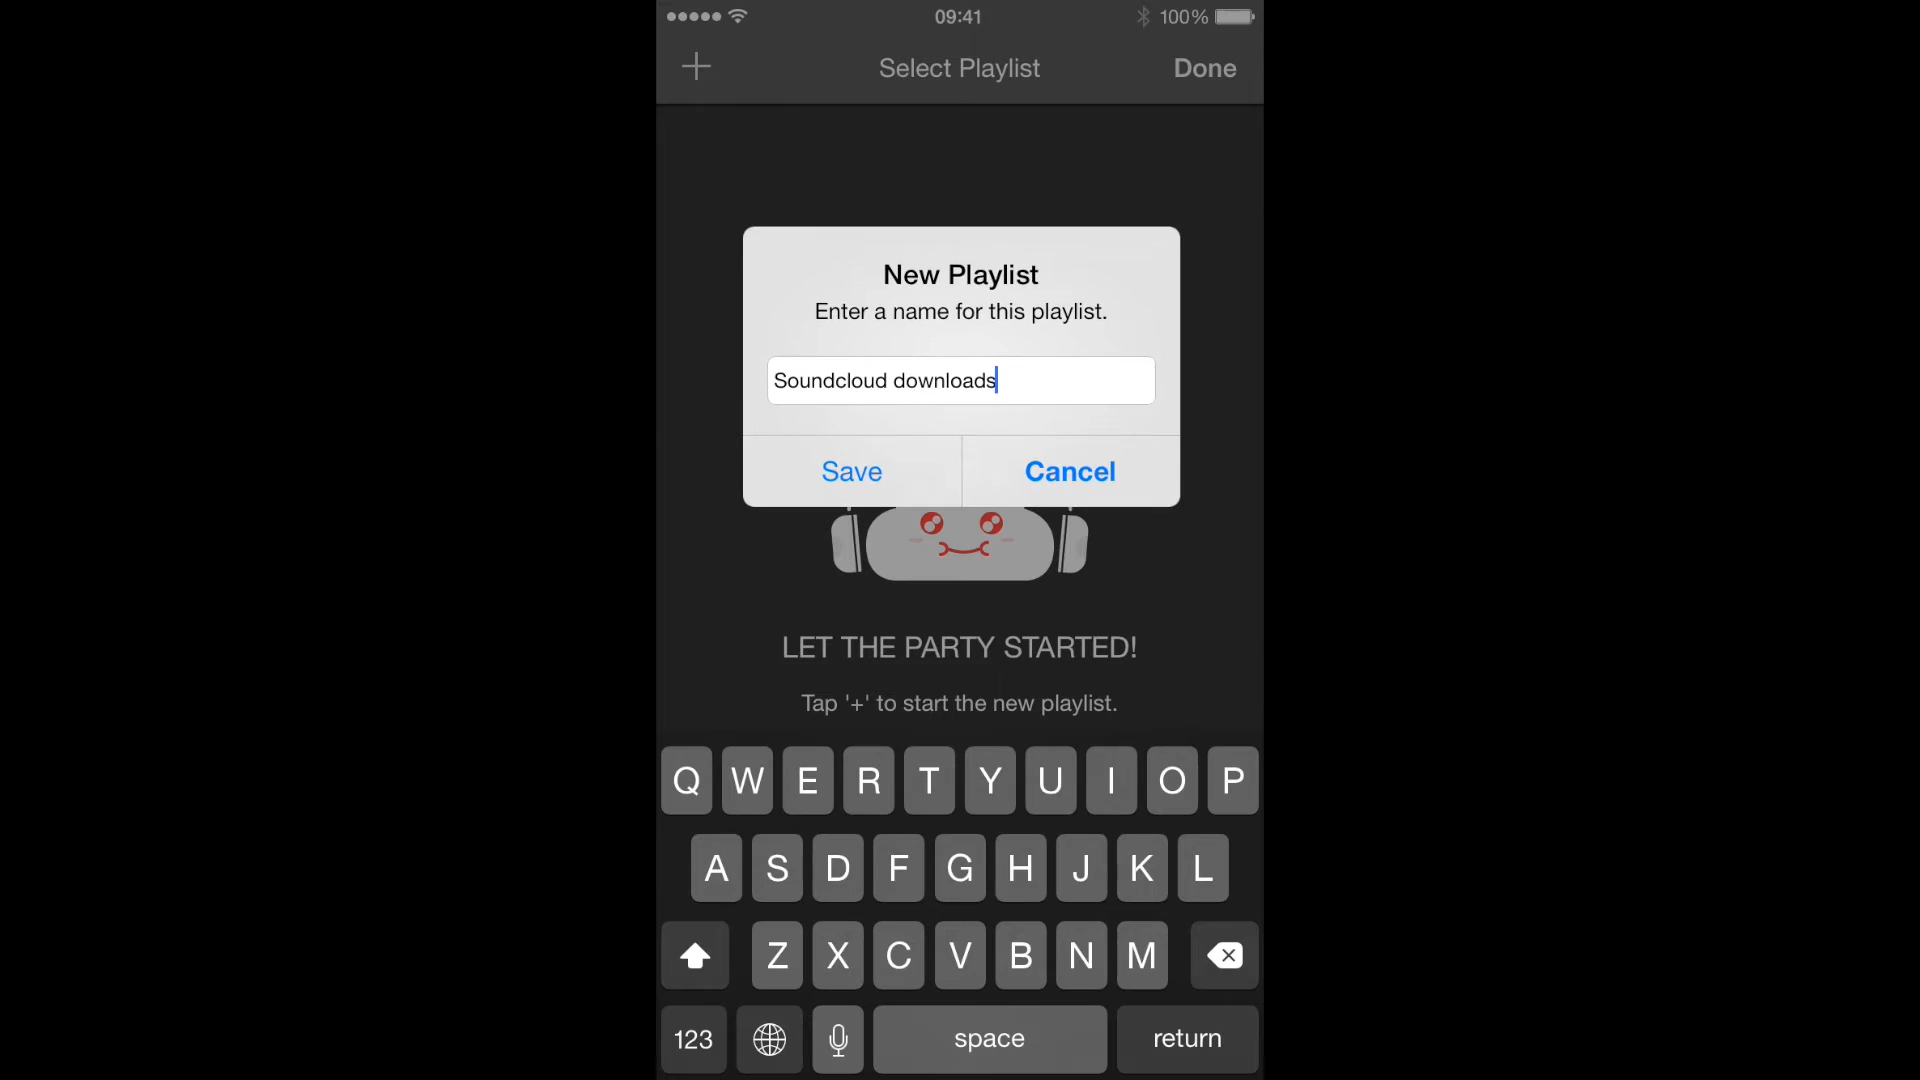 09:41
100%
Select Playlist
Done
New Playlist
Enter a name for this playlist.
Soundcloud downloads
Save
Cancel
LET THE PARTY STARTED!
Tap '+' to start the new playlist.
Q W E R T Y U I O P
A S D F G H J K L
Z X C V B N M
123
space
return